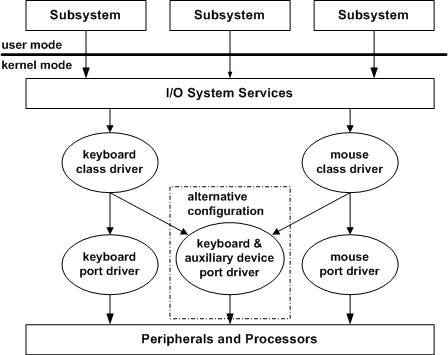 Subsystem
Subsystem
Subsystem
user mode
kernel mode
I/O System Services
keyboard
class driver
mouse
class driver
alternative
configuration
keyboard
port driver
keyboard &
auxiliary device
port driver
mouse
port driver
Peripherals and Processors